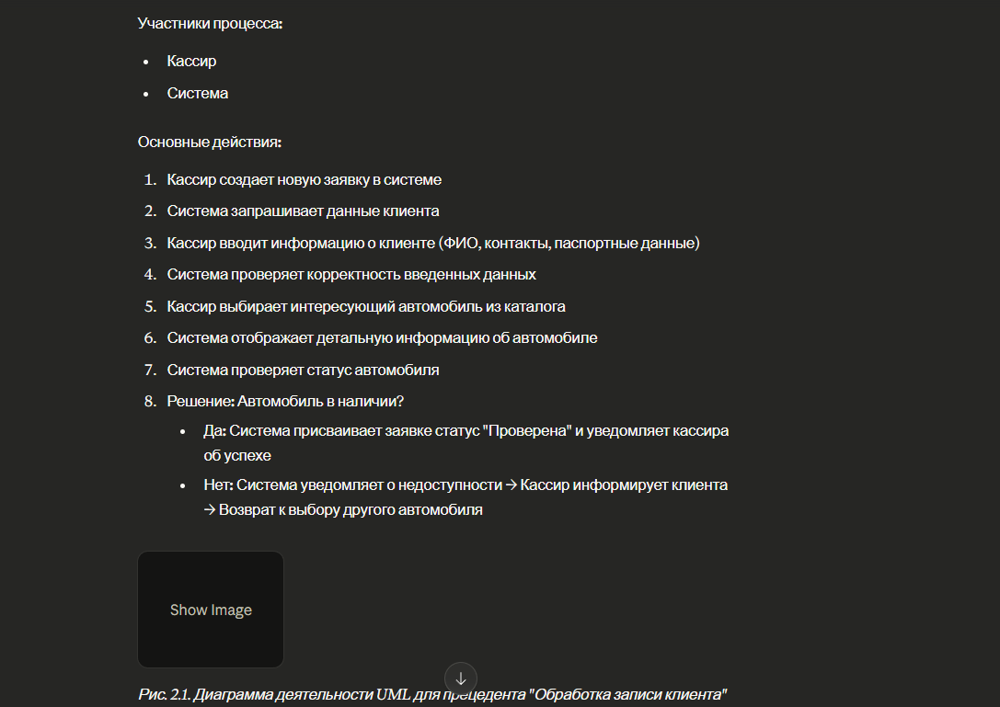 Участники процесса:
• Кассир
• Система
Основные действия:
1. Кассир создает новую заявку в системе
2. Система запрашивает данные клиента
3. Кассир вводит информацию о клиенте (ФИО, контакты, паспортные данные)
4. Система проверяет корректность введенных данных
5. Кассир выбирает интересующий автомобиль из каталога
6. Система отображает детальную информацию об автомобиле
7. Система проверяет статус автомобиля
8. Решение: Автомобиль в наличии?
• Да: Система присваивает заявке статус "Проверена" и уведомляет кассира
об успехе
• Нет: Система уведомляет о недоступности → Кассир информирует клиента
→ Возврат к выбору другого автомобиля
Show Image
Рис. 2.1. Диаграмма деятельности UML для прецедента "Обработка записи клиента"